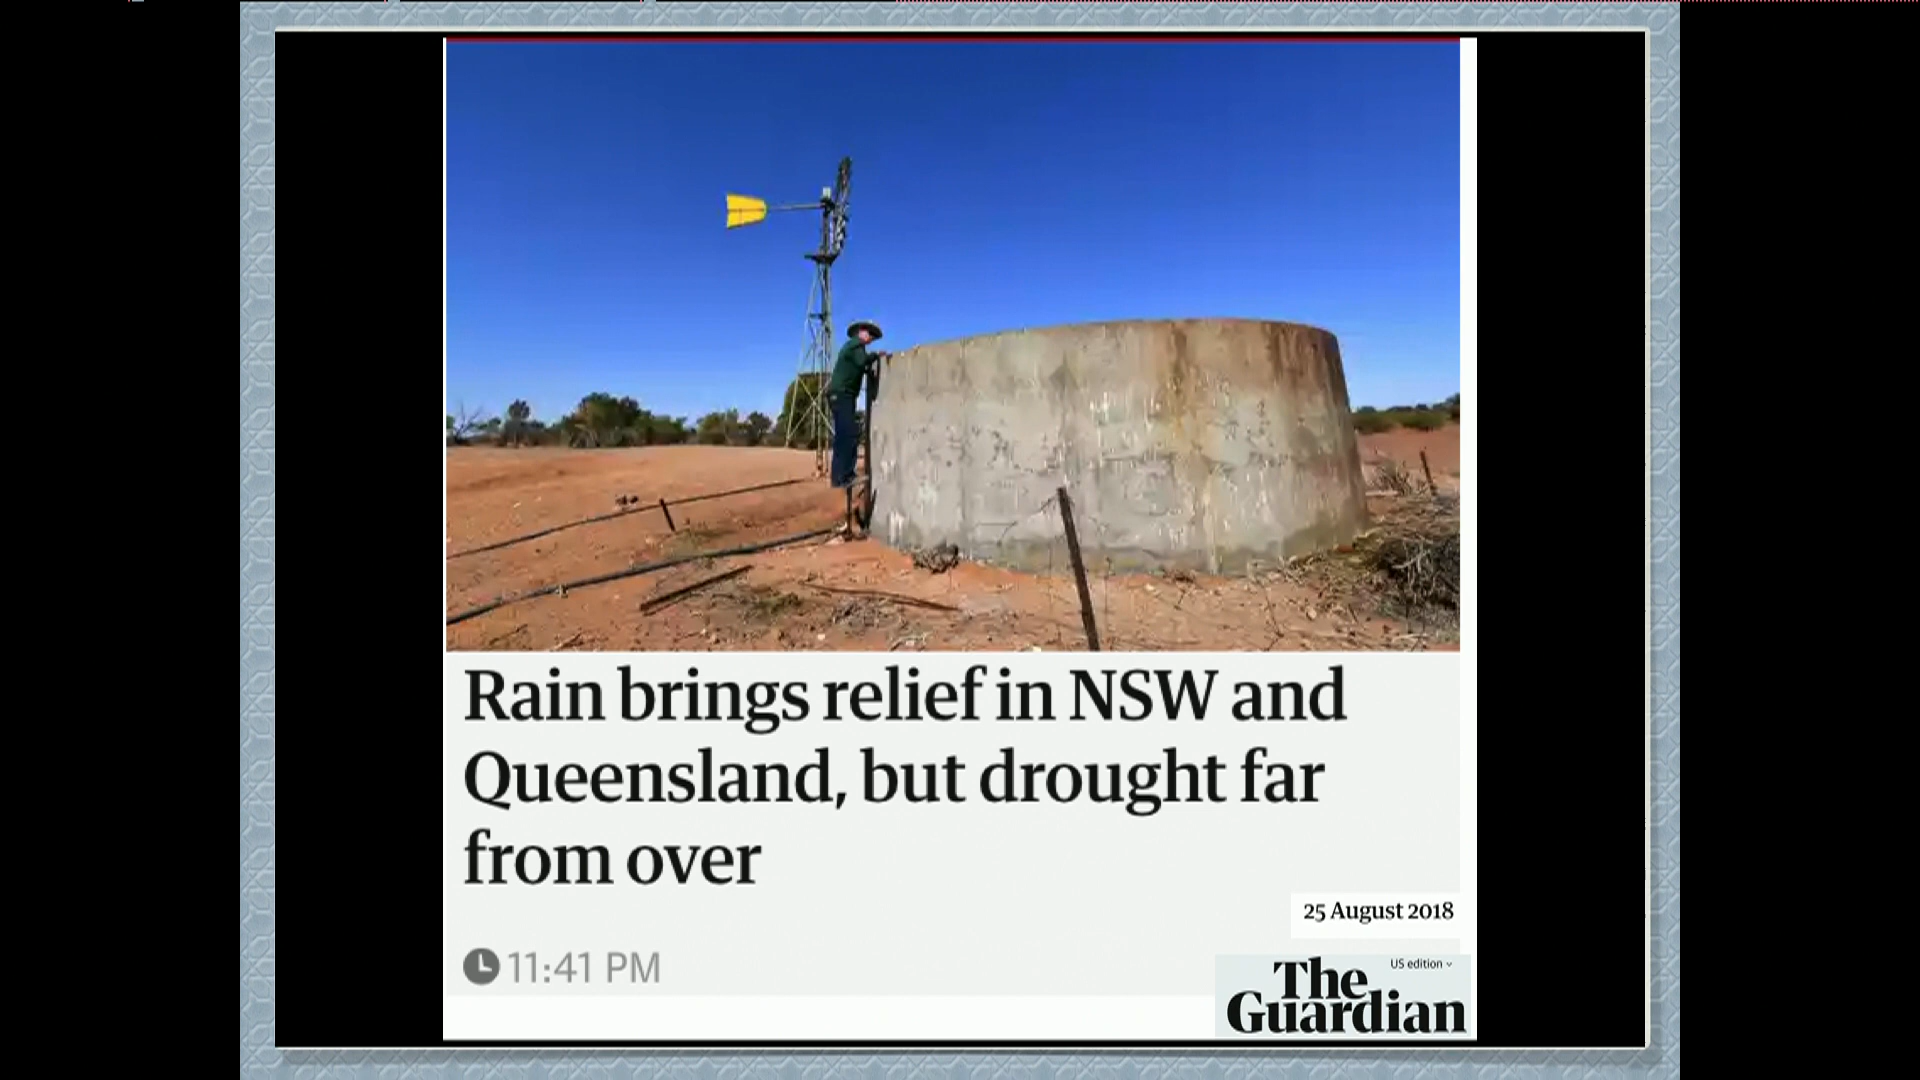 Rain brings relief in NSW and
Queensland, but drought far
from over
25 August 2018
11:41 PM
US edition
The
Guardian